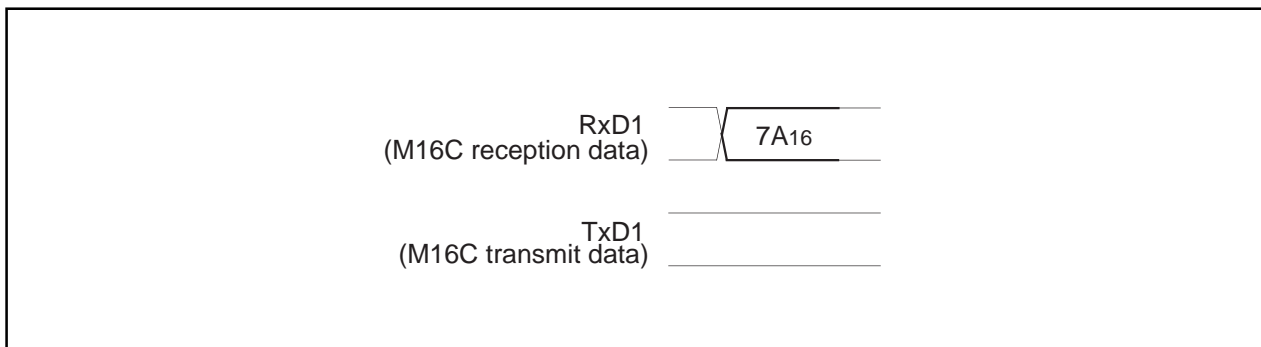 RxD1
(M16C reception data)
7A16
TxD1
(M16C transmit data)